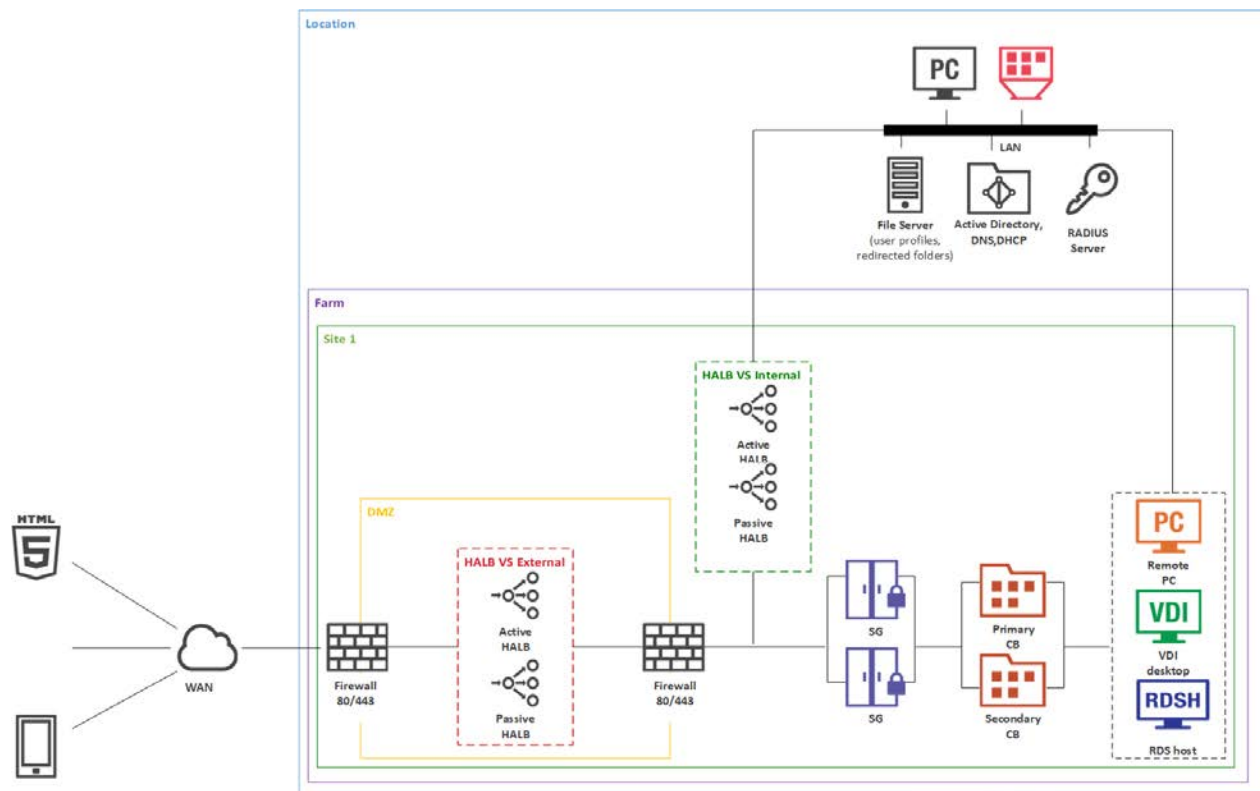 Location
PC
LAN
File Server
(user profiles,
redirected folders)
Active Directory,
DNS,DHCP
RADIUS
Server
Farm
Site 1
HALB VS Internal
Active
HALB
Passive
HALB
DMZ
HALB VS External
Active
HALB
Passive
HALB
HTML
5
WAN
Firewall
80/443
Firewall
80/443
SG
SG
Primary
CB
Secondary
CB
PC
Remote
PC
VDI
VDI
desktop
RDSH
RDS host